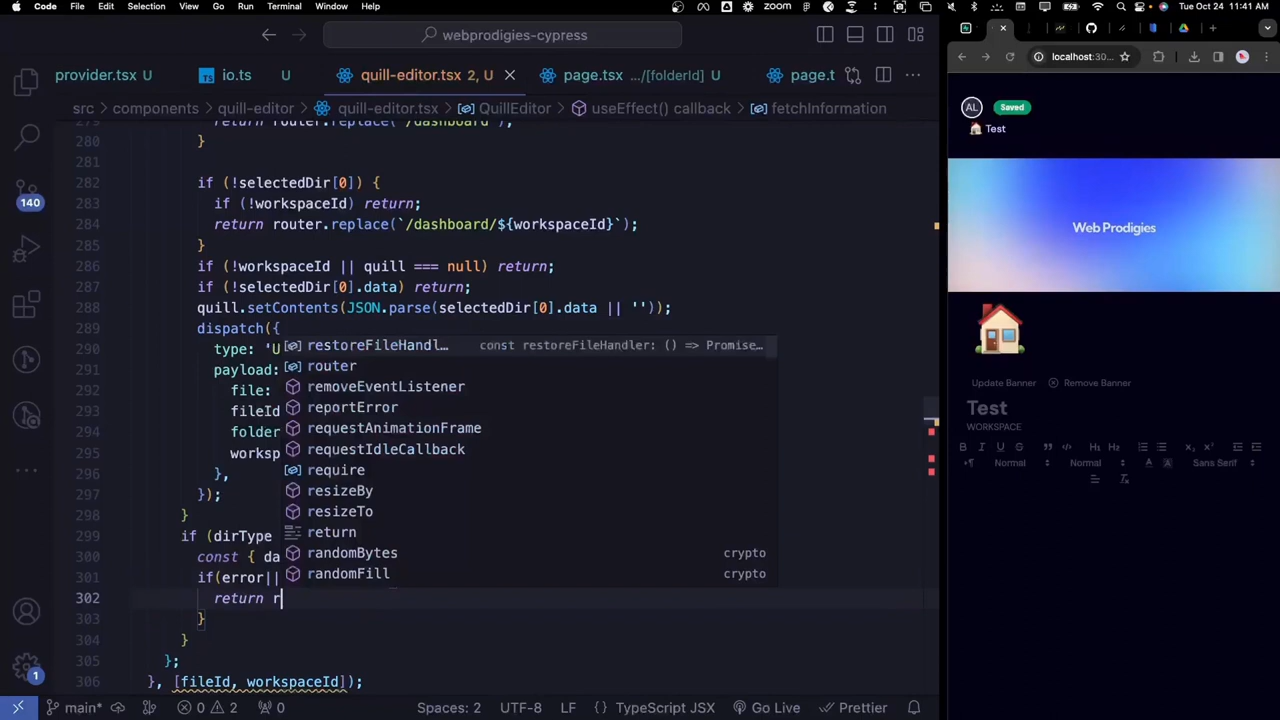 Code File Edit Selection View Go Run Terminal Window Help
zoom
Tue Oct 24 11:41 AM
webprodigies-cypress
provider.tsx U
TS io.ts U
quill-editor.tsx 2, U
page.tsx .../[folderId] U
page.t
src > components > quill-editor > quill-editor.tsx > QuillEditor > useEffect() callback > fetchInformation
return router.replace('/dashboard');
280 }
281
282 if (!selectedDir[0]) {
283 if (!workspaceId) return;
284 return router.replace(`/dashboard/${workspaceId}`);
285 }
286 if (!workspaceId || quill === null) return;
287 if (!selectedDir[0].data) return;
288 quill.setContents(JSON.parse(selectedDir[0].data || ''));
289 dispatch({
290 type: 'U
291 payload:
292 file:
293 fileId
294 folder
295 worksp
296 },
297 });
298 }
299 if (dirType
300 const { da
301 if(error||
302 return r
303 }
304 }
305 };
306 }, [fileId, workspaceId]);
restoreFileHandl… const restoreFileHandler: () => Promise…
router
removeEventListener
reportError
requestAnimationFrame
requestIdleCallback
require
resizeBy
resizeTo
return
randomBytes crypto
randomFill crypto
140
1
main* 0 2 0
Spaces: 2 UTF-8 LF {} TypeScript JSX Go Live Prettier
localhost:30...
AL Saved
Test
Web Prodigies
Update Banner Remove Banner
Test
WORKSPACE
Normal Normal Sans Serif